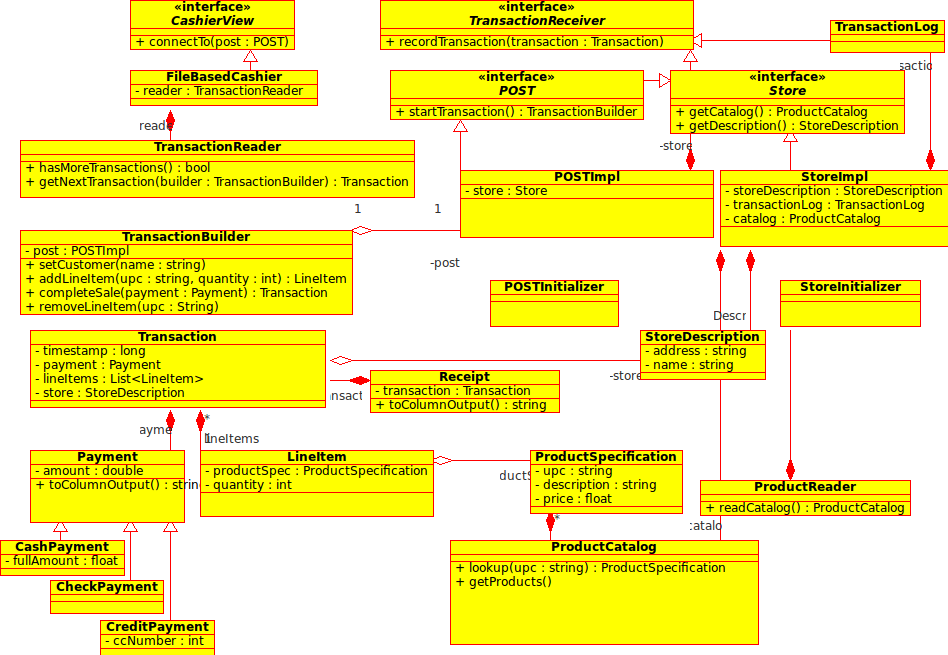 «interface»
CashierView
+ connectTo(post : POST)
«interface»
TransactionReceiver
+ recordTransaction(transaction : Transaction)
TransactionLog
sactic
FileBasedCashier
- reader : TransactionReader
«interface»
POST
+ startTransaction() : TransactionBuilder
«interface»
Store
+ getCatalog() : ProductCatalog
+ getDescription() : StoreDescription
reade
-store
TransactionReader
+ hasMoreTransactions() : bool
+ getNextTransaction(builder : TransactionBuilder) : Transaction
POSTImpl
- store : Store
StoreImpl
- storeDescription : StoreDescription
- transactionLog : TransactionLog
- catalog : ProductCatalog
1
1
TransactionBuilder
- post : POSTImpl
+ setCustomer(name : string)
+ addLineItem(upc : string, quantity : int) : LineItem
+ completeSale(payment : Payment) : Transaction
+ removeLineItem(upc : String)
-post
POSTInitializer
StoreInitializer
Descr
Transaction
- timestamp : long
- payment : Payment
- lineItems : List<LineItem>
- store : StoreDescription
StoreDescription
- address : string
- name : string
-store
nsact
Receipt
- transaction : Transaction
+ toColumnOutput() : string
ayme
*
1
lineItems
Payment
- amount : double
+ toColumnOutput() : strin
LineItem
- productSpec : ProductSpecification
- quantity : int
ductS
ProductSpecification
- upc : string
- description : string
- price : float
*
ProductReader
+ readCatalog() : ProductCatalog
catalo
CashPayment
- fullAmount : float
CheckPayment
CreditPayment
- ccNumber : int
ProductCatalog
+ lookup(upc : string) : ProductSpecification
+ getProducts()